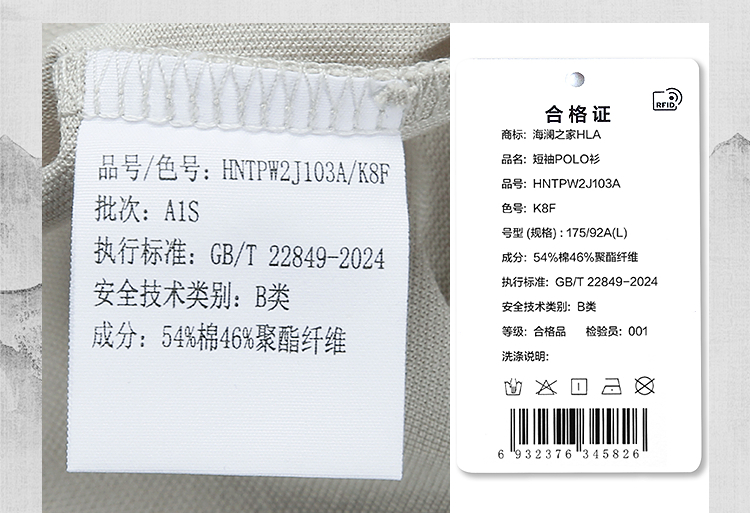 品号/色号: HNTPW2J103A/K8F
批次: A1S
执行标准: GB/T 22849-2024
安全技术类别: B类
成分: 54%棉46%聚酯纤维
RFID
合格证
商标: 海澜之家HLA
品名: 短袖POLO衫
品号: HNTPW2J103A
色号: K8F
号型 (规格) : 175/92A(L)
成分: 54%棉46%聚酯纤维
执行标准: GB/T 22849-2024
安全技术类别: B类
等级: 合格品 检验员: 001
洗涤说明:
6 932376 345826